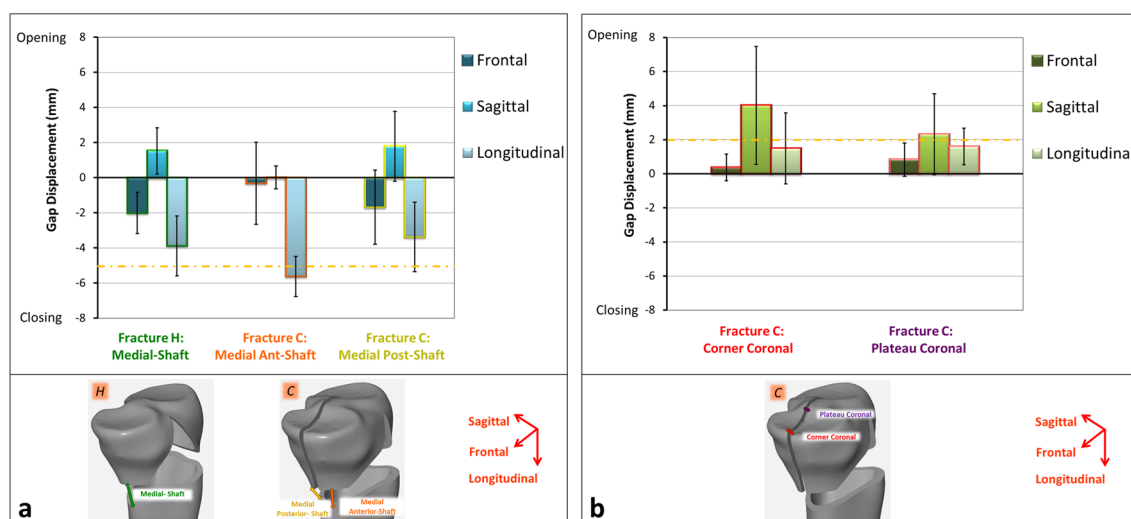 Opening
8
6
4
2
0
-2
-4
-6
-8
Closing
Gap Displacement (mm)
Frontal
Sagittal
Longitudinal
Fracture H:
Medial-Shaft
Fracture C:
Medial Ant-Shaft
Fracture C:
Medial Post-Shaft
H
Medial- Shaft
C
Medial
Posterior- Shaft
Medial
Anterior-Shaft
Sagittal
Frontal
Longitudinal
a
Opening
8
6
4
2
0
-2
-4
-6
-8
Closing
Gap Displacement (mm)
Frontal
Sagittal
Longitudinal
Fracture C:
Corner Coronal
Fracture C:
Plateau Coronal
C
Plateau Coronal
Corner Coronal
Sagittal
Frontal
Longitudinal
b